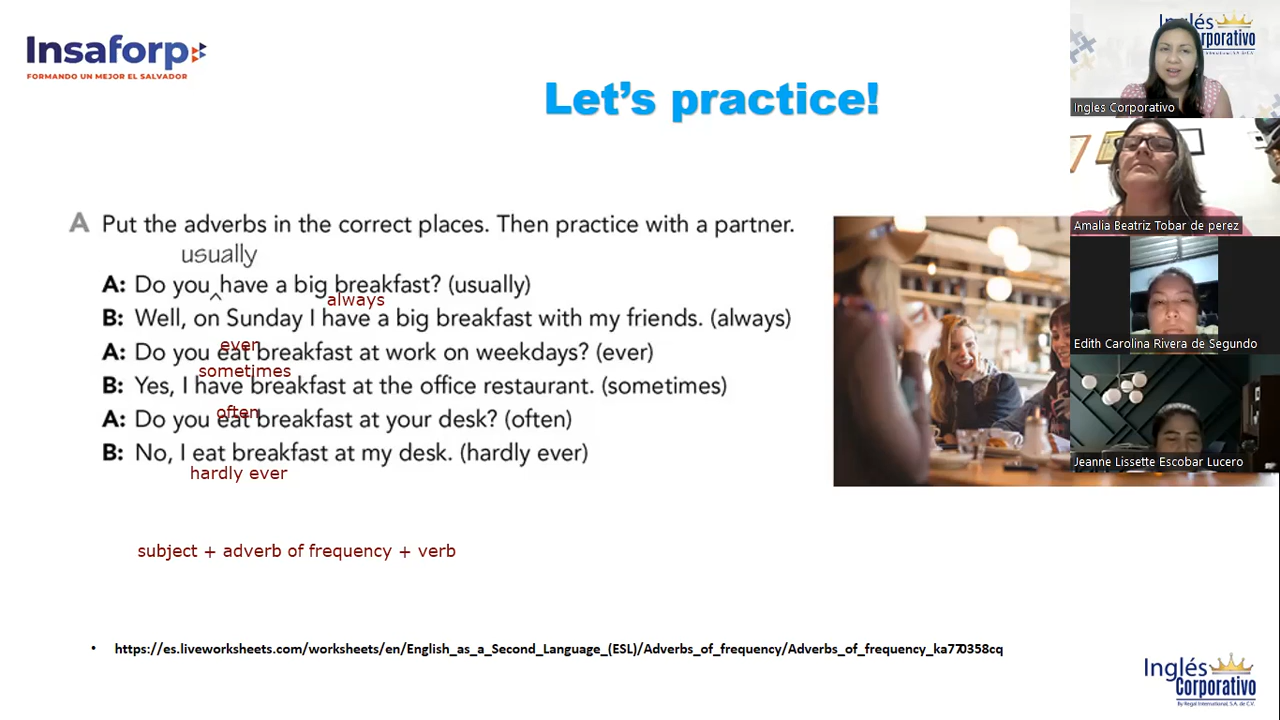 Insaforp
FORMANDO UN MEJOR EL SALVADOR
Let's practice!
A Put the adverbs in the correct places. Then practice with a partner.
usually
A: Do you ^ have a big breakfast? (usually)
always
B: Well, on Sunday I have a big breakfast with my friends. (always)
ever
A: Do you eat breakfast at work on weekdays? (ever)
sometimes
B: Yes, I have breakfast at the office restaurant. (sometimes)
often
A: Do you eat breakfast at your desk? (often)
B: No, I eat breakfast at my desk. (hardly ever)
hardly ever
subject + adverb of frequency + verb
• https://es.liveworksheets.com/worksheets/en/English_as_a_Second_Language_(ESL)/Adverbs_of_frequency/Adverbs_of_frequency_ka770358cq
Inglés
Corporativo
Ingles Corporativo
Amalia Beatriz Tobar de perez
Edith Carolina Rivera de Segundo
Jeanne Lissette Escobar Lucero
Inglés
Corporativo
By Regal International, S.A. de C.V.